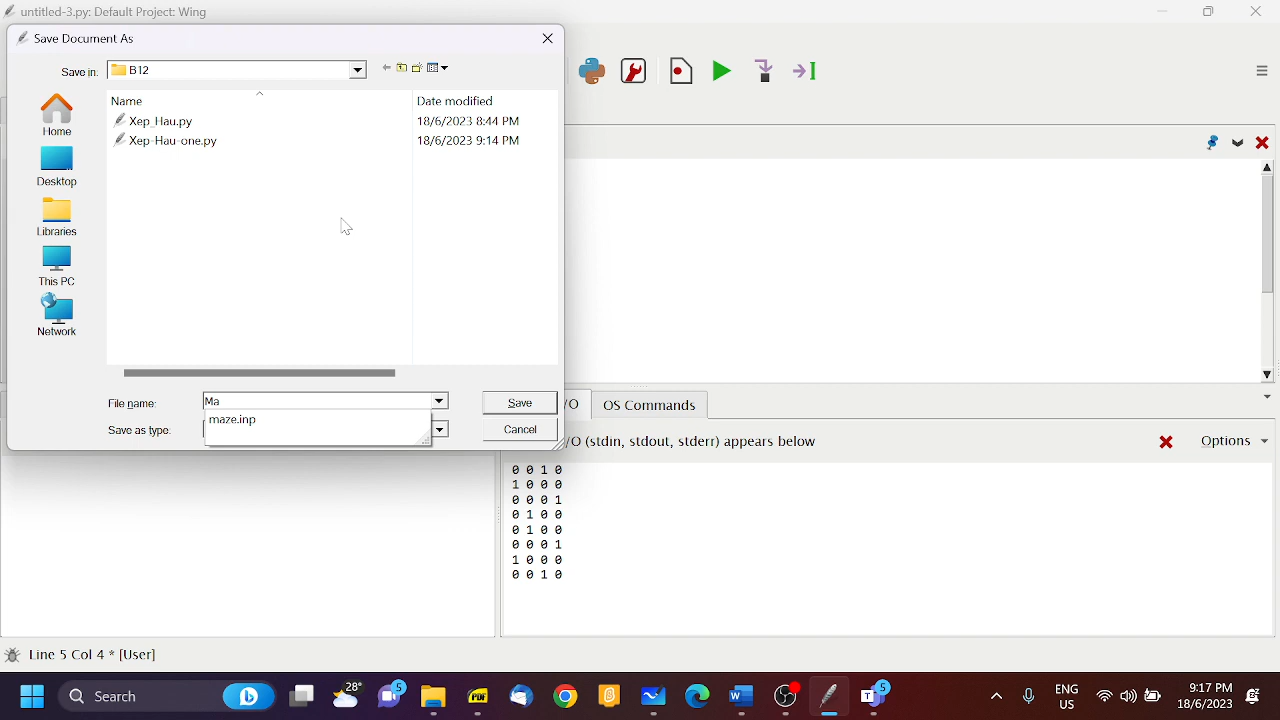 untitled-3.py: Default Project: Wing
Save Document As
Save in:
B12
Name
Date modified
Xep_Hau.py
18/6/2023 8:44 PM
Xep-Hau-one.py
18/6/2023 9:14 PM
Home
Desktop
Libraries
This PC
Network
File name:
Ma
Save
maze.inp
Save as type:
Cancel
/O
OS Commands
/O (stdin, stdout, stderr) appears below
Options
0 0 1 0
1 0 0 0
0 0 0 1
0 1 0 0
0 1 0 0
0 0 0 1
1 0 0 0
0 0 1 0
Line 5 Col 4 * [User]
Search
28°
5
PDF
5
ENG
US
9:17 PM
18/6/2023